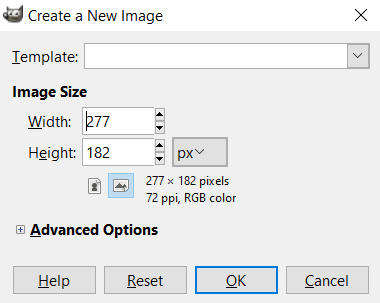 Create a New Image
Template:
Image Size
Width: 277
Height: 182 px
277 × 182 pixels
72 ppi, RGB color
Advanced Options
Help Reset OK Cancel